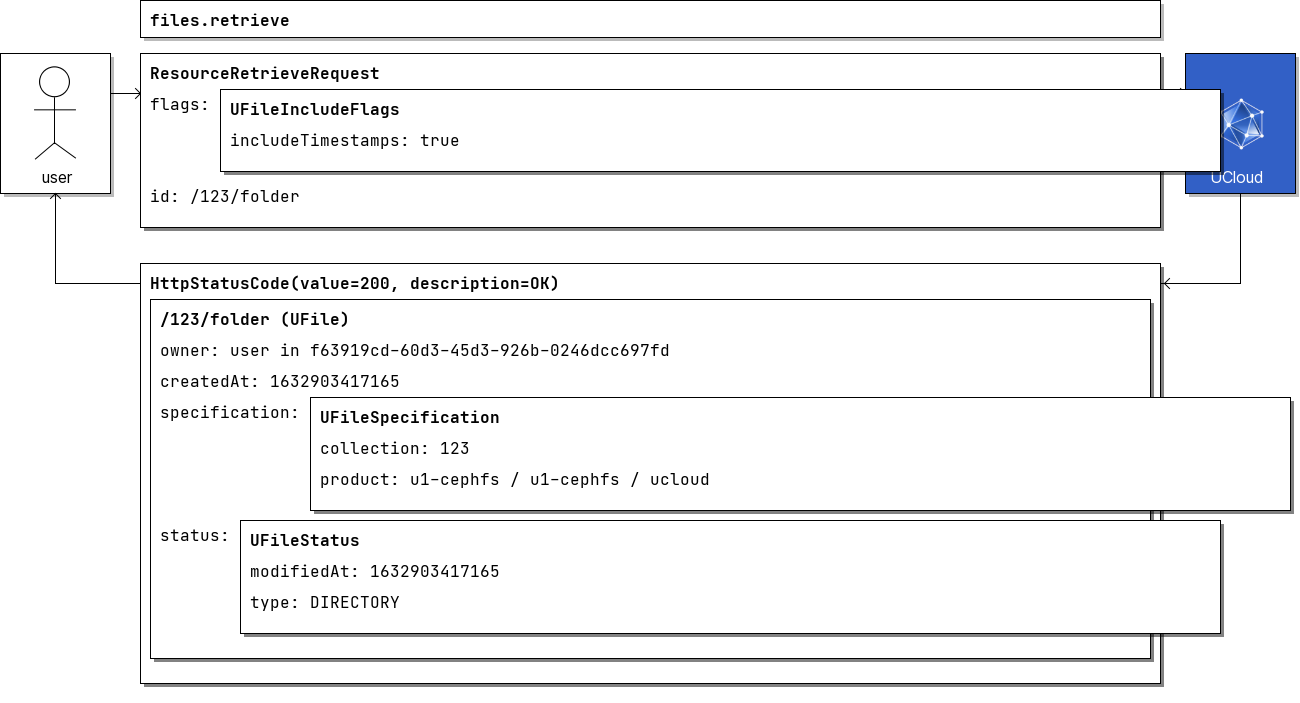 files.retrieve
ResourceRetrieveRequest
flags:
UFileIncludeFlags
includeTimestamps: true
user
UCloud
id: /123/folder
HttpStatusCode(value=200, description=OK)
/123/folder (UFile)
owner: user in f63919cd-60d3-45d3-926b-0246dcc697fd
createdAt: 1632903417165
specification:
UFileSpecification
collection: 123
product: u1-cephfs / u1-cephfs / ucloud
status:
UFileStatus
modifiedAt: 1632903417165
type: DIRECTORY